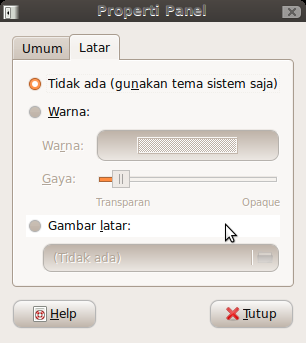 Properti Panel
Umum
Latar
Tidak ada (gunakan tema sistem saja)
Warna:
Warna:
Gaya:
Transparan
Opaque
Gambar latar:
(Tidak ada)
Help
Tutup